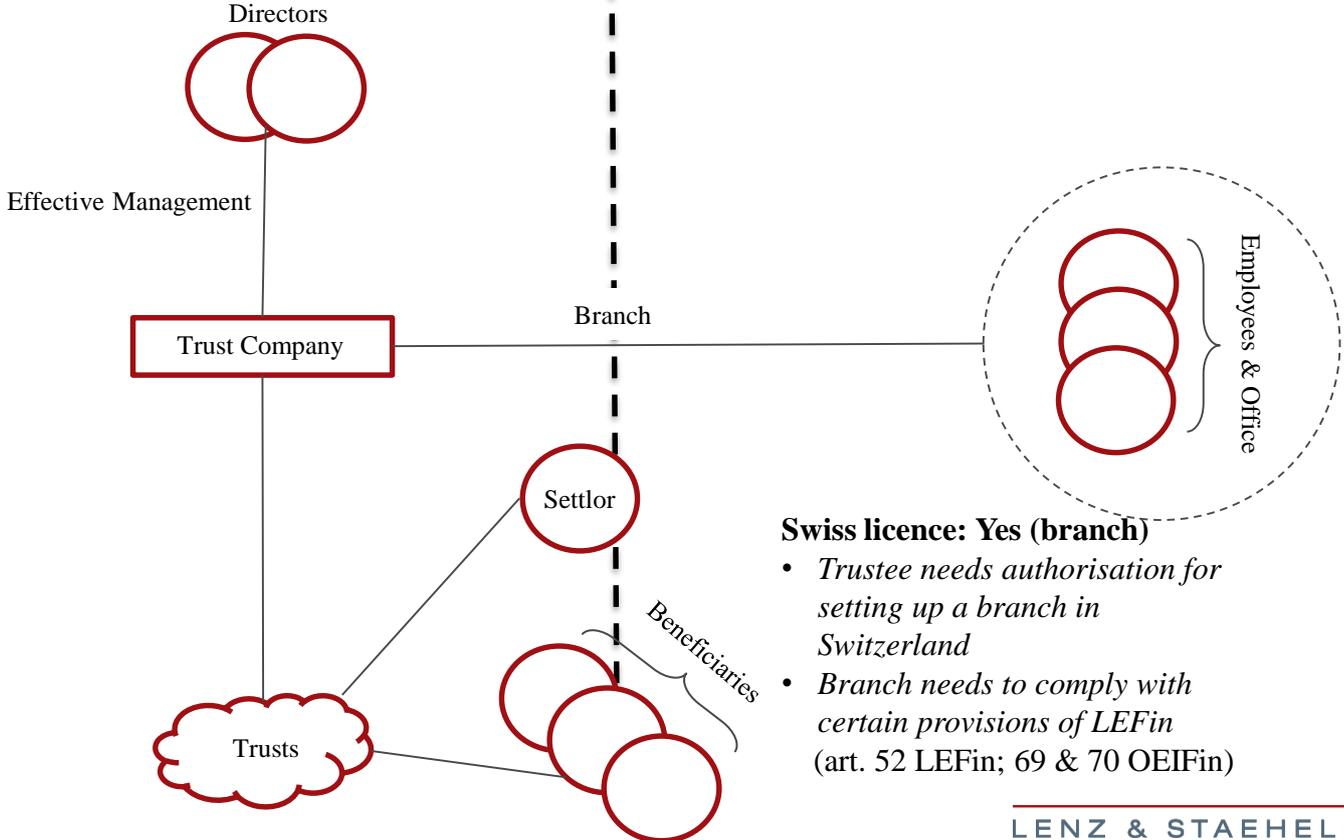 Directors
Effective Management
Branch
Trust Company
Employees & Office
Settlor
Beneficiaries
Trusts
Swiss licence: Yes (branch)
• Trustee needs authorisation for
setting up a branch in
Switzerland
• Branch needs to comply with
certain provisions of LEFin
(art. 52 LEFin; 69 & 70 OEIFin)
LENZ & STAEHEL